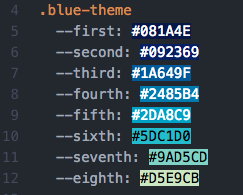 4 .blue-theme
5 --first: #081A4E
6 --second: #092369
7 --third: #1A649F
8 --fourth: #2485B4
9 --fifth: #2DA8C9
10 --sixth: #5DC1D0
11 --seventh: #9AD5CD
12 --eighth: #D5E9CB